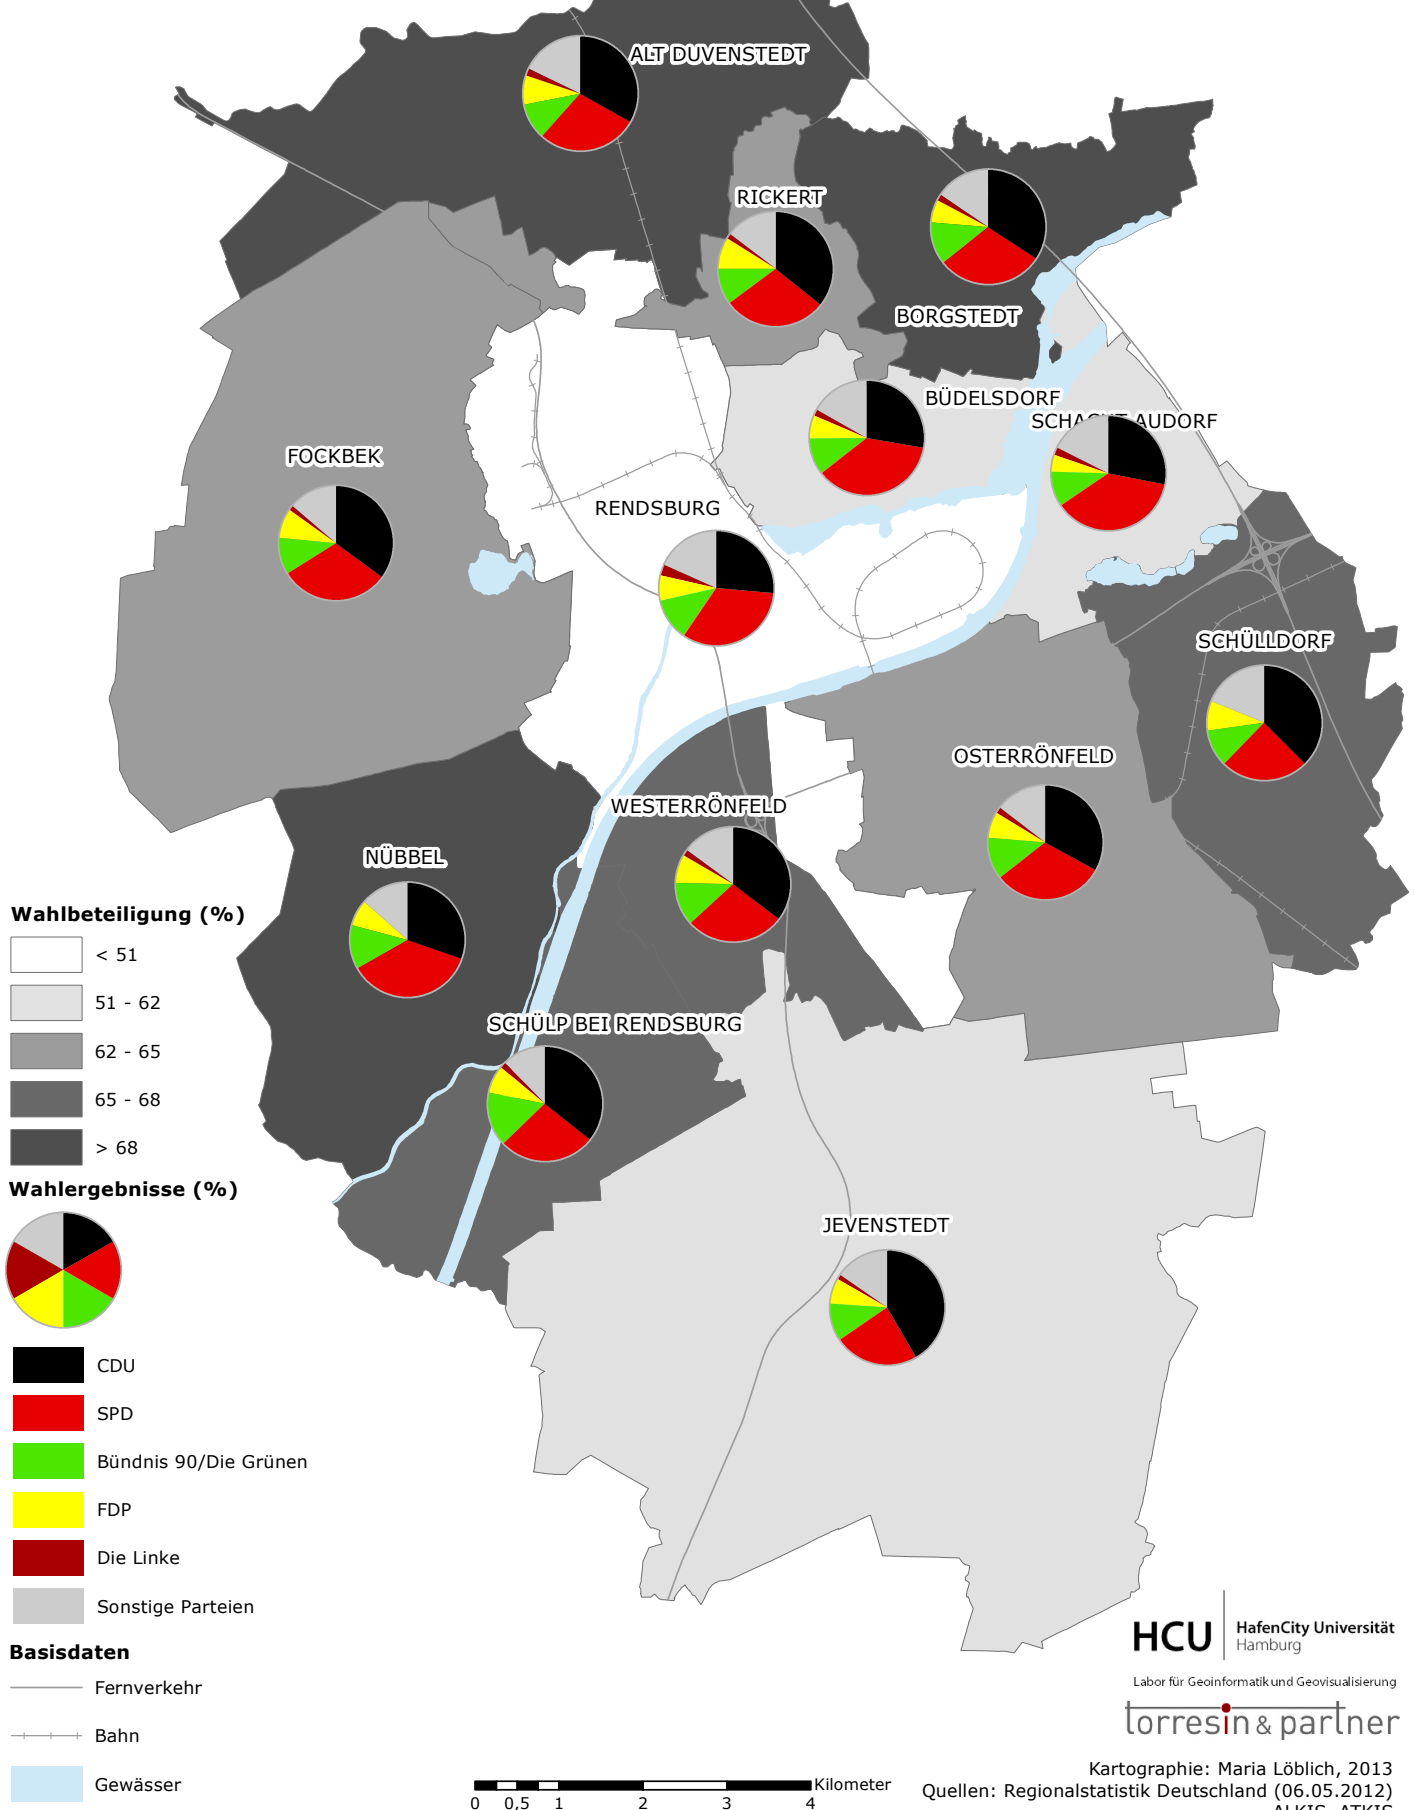 ALT DUVENSTEDT
RICKERT
BORGSTEDT
BÜDELSDORF
AUDORF
FOCKBEK
RENDSBURG
SCHÜLLDORF
OSTERRÖNFELD
WESTERRÖNFELD
NÜBBEL
SCHÜLP BEI RENDSBURG
JEVENSTEDT
Wahlbeteiligung (%)
< 51
51 - 62
62 - 65
65 - 68
> 68
Wahlergebnisse (%)
CDU
SPD
Bündnis 90/Die Grünen
FDP
Die Linke
Sonstige Parteien
Basisdaten
Fernverkehr
Bahn
Gewässer
Kilometer
0 0,5 1 2 3 4
HCU HafenCity Universität
Hamburg
Labor für Geoinformatik und Geovisualisierung
torresin & partner
Kartographie: Maria Löblich, 2013
Quellen: Regionalstatistik Deutschland (06.05.2012)
ALKIS, ATKIS